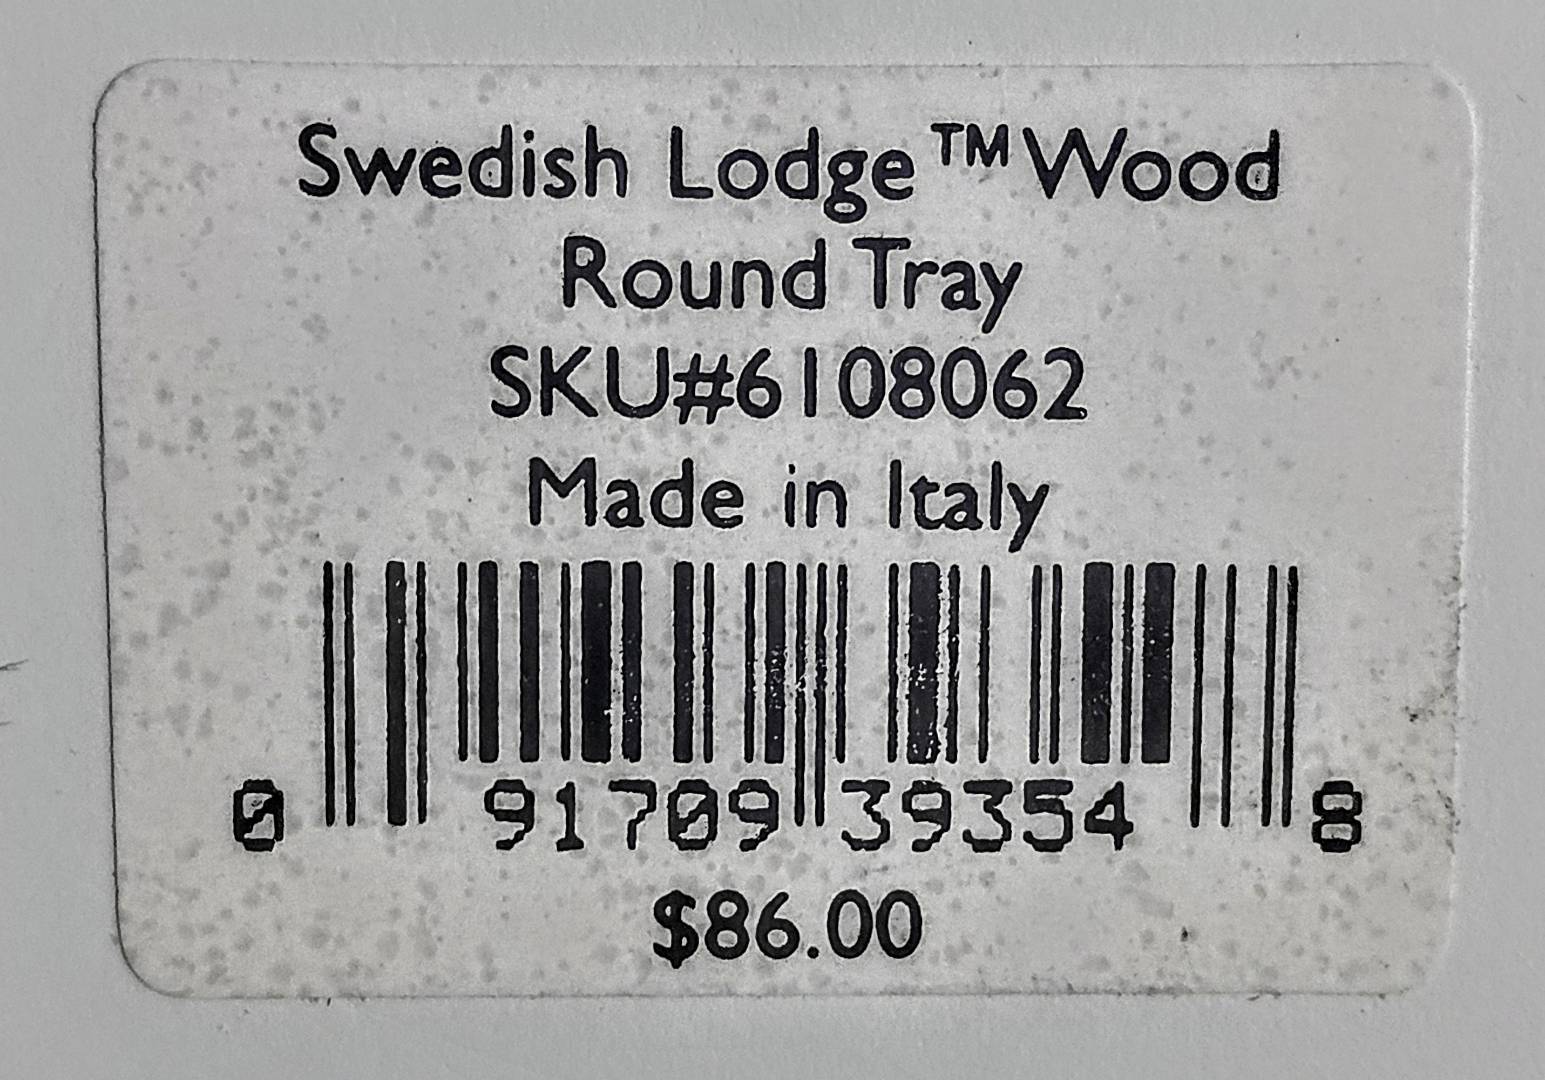 Swedish Lodge™ Wood
Round Tray
SKU#6108062
Made in Italy
0 91709 39354 8
$86.00